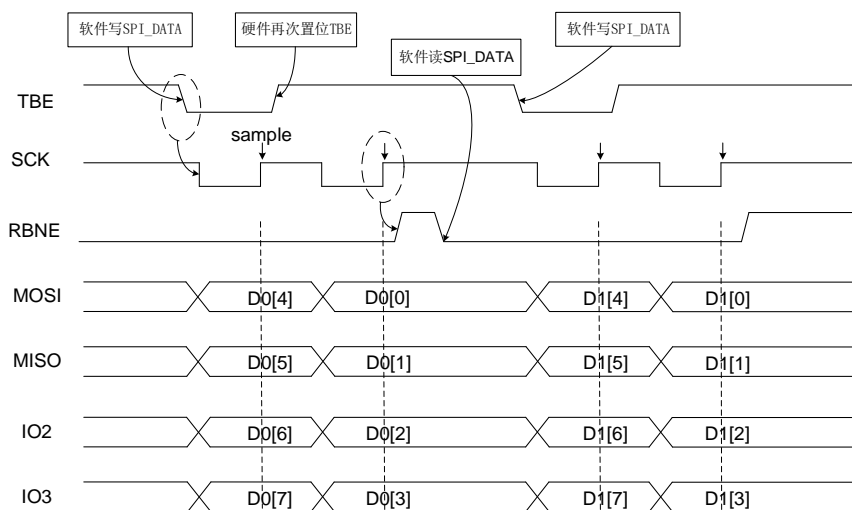 软件写SPI_DATA
硬件再次置位TBE
软件写SPI_DATA
软件读SPI_DATA
TBE
sample
SCK
RBNE
MOSI D0[4] D0[0] D1[4] D1[0]
MISO D0[5] D0[1] D1[5] D1[1]
IO2 D0[6] D0[2] D1[6] D1[2]
IO3 D0[7] D0[3] D1[7] D1[3]